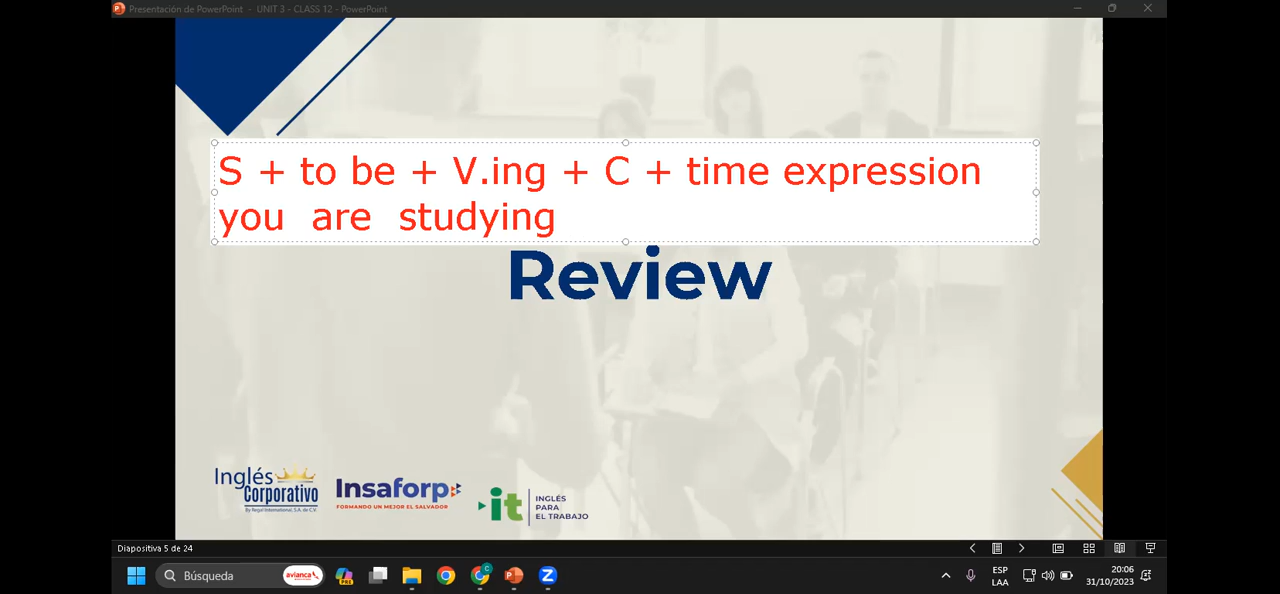 Presentación de PowerPoint - UNIT 3 - CLASS 12 - PowerPoint
S + to be + V.ing + C + time expression
you are studying
Review
Inglés
Corporativo
By Regal International, S.A. de C.V.
Insaforp
FORMANDO UN MEJOR EL SALVADOR
it
INGLÉS
PARA
EL TRABAJO
Diapositiva 5 de 24
Búsqueda
avianca
PRE
C
ESP
LAA
20:06
31/10/2023